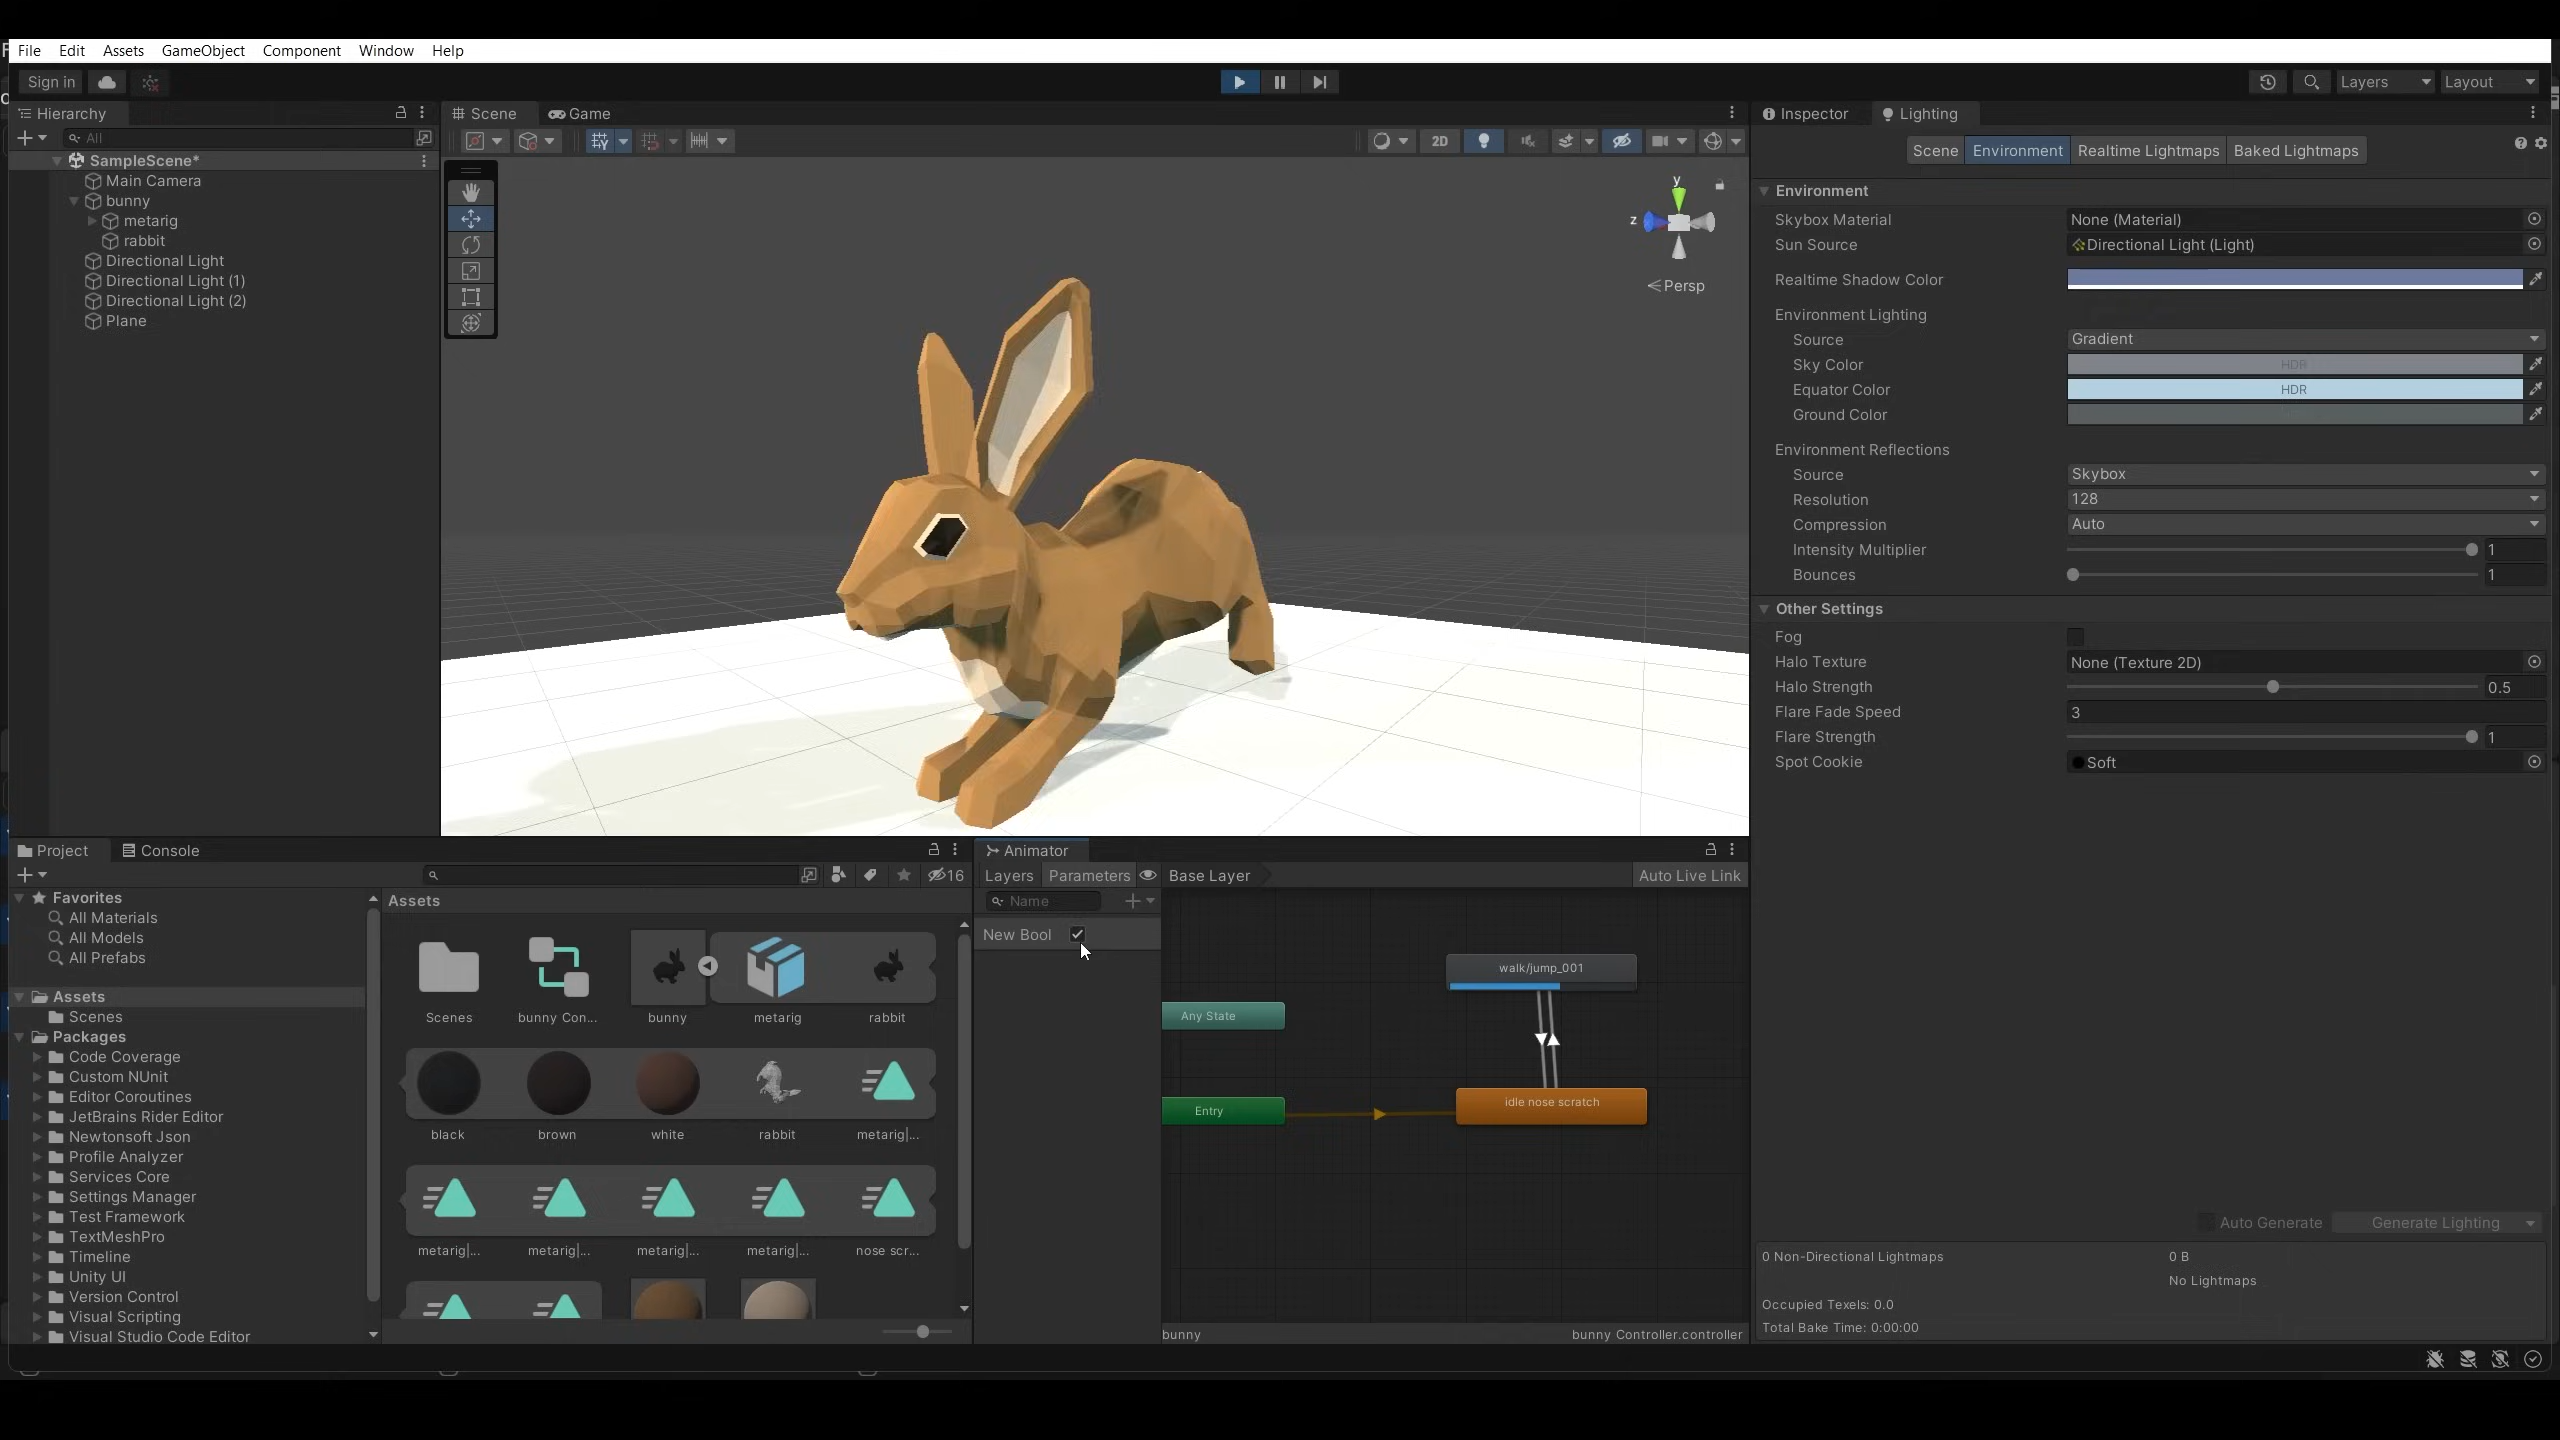 File Edit Assets GameObject Component Window Help
Sign in
Layers Layout
Hierarchy
All
SampleScene*
Main Camera
bunny
metarig
rabbit
Directional Light
Directional Light (1)
Directional Light (2)
Plane
Scene Game
2D
y
z
Persp
Inspector Lighting
Scene Environment Realtime Lightmaps Baked Lightmaps
Environment
Skybox Material None (Material)
Sun Source Directional Light (Light)
Realtime Shadow Color
Environment Lighting
Source Gradient
Sky Color HDR
Equator Color HDR
Ground Color
Environment Reflections
Source Skybox
Resolution 128
Compression Auto
Intensity Multiplier 1
Bounces 1
Other Settings
Fog
Halo Texture None (Texture 2D)
Halo Strength 0.5
Flare Fade Speed 3
Flare Strength 1
Spot Cookie Soft
Auto Generate Generate Lighting
0 Non-Directional Lightmaps 0 B
No Lightmaps
Occupied Texels: 0.0
Total Bake Time: 0:00:00
Project Console
16
Favorites
All Materials
All Models
All Prefabs
Assets
Scenes
Packages
Code Coverage
Custom NUnit
Editor Coroutines
JetBrains Rider Editor
Newtonsoft Json
Profile Analyzer
Services Core
Settings Manager
Test Framework
TextMeshPro
Timeline
Unity UI
Version Control
Visual Scripting
Visual Studio Code Editor
Assets
Scenes bunny Con... bunny metarig rabbit
black brown white rabbit metarig|...
metarig|... metarig|... metarig|... metarig|... nose scr...
Animator
Layers Parameters Base Layer Auto Live Link
Name
New Bool
walk/jump_001
Any State
Entry
idle nose scratch
bunny bunny Controller.controller